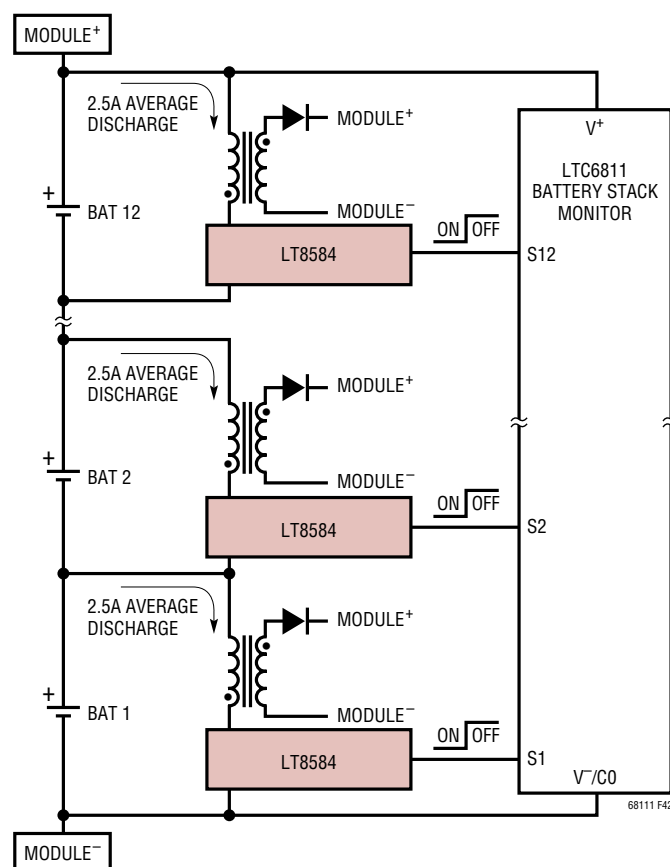 MODULE+
2.5A AVERAGE
DISCHARGE
MODULE+
V+
LTC6811
BATTERY STACK
MONITOR
+
BAT 12
MODULE–
ON OFF
LT8584
S12
2.5A AVERAGE
DISCHARGE
MODULE+
+
BAT 2
MODULE–
ON OFF
LT8584
S2
2.5A AVERAGE
DISCHARGE
MODULE+
+
BAT 1
MODULE–
ON OFF
LT8584
S1
V–/C0
68111 F42
MODULE–